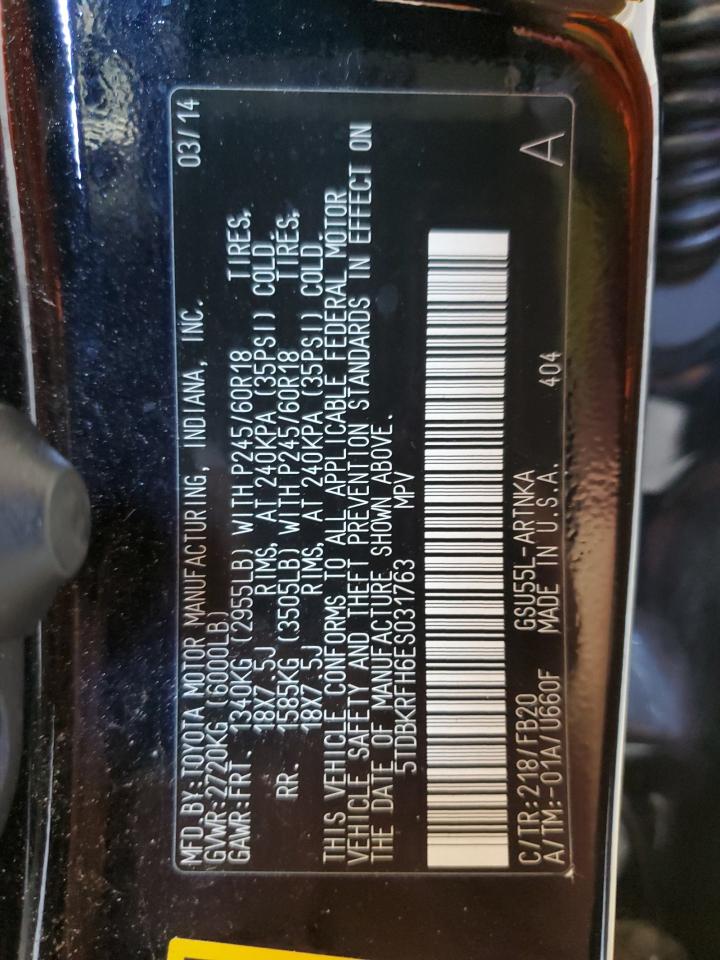 MFD BY:TOYOTA MOTOR MANUFACTURING, INDIANA, INC. 03/14
GVWR:2720KG (6000LB)
GAWR:FRT. 1340KG (2955LB) WITH P245/60R18 TIRES,
18X7.5J RIMS, AT 240KPA (35PSI) COLD.
RR. 1585KG (3505LB) WITH P245/60R18 TIRES,
18X7.5J RIMS, AT 240KPA (35PSI) COLD.
THIS VEHICLE CONFORMS TO ALL APPLICABLE FEDERAL MOTOR
VEHICLE SAFETY AND THEFT PREVENTION STANDARDS IN EFFECT ON
THE DATE OF MANUFACTURE SHOWN ABOVE.
5TDBKRFH6ES031763 MPV
C/TR:218/FB20 GSU55L-ARTNKA
A/TM:-01A/U660F MADE IN U.S.A. 404 A